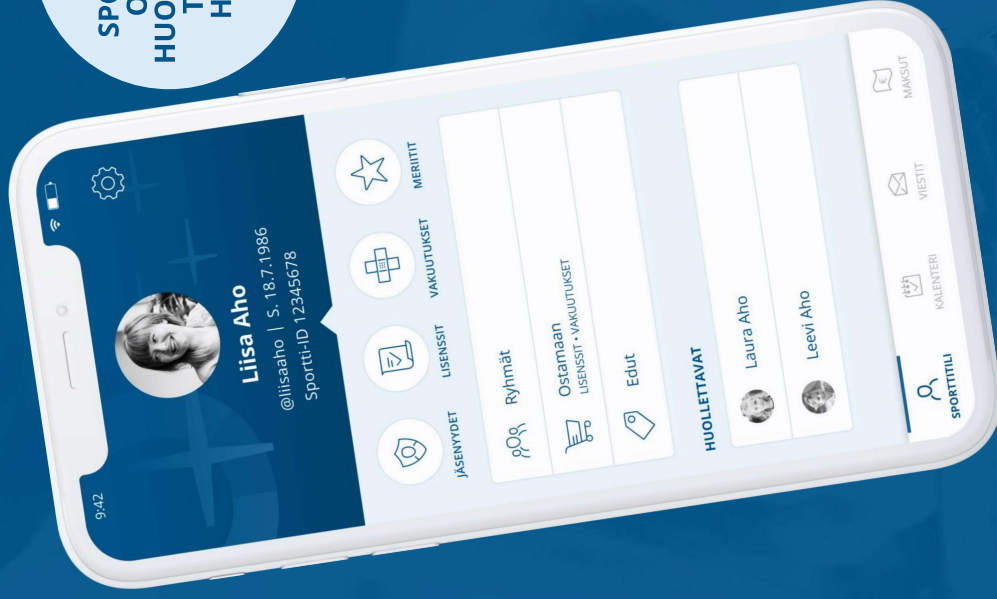 9:42
Liisa Aho
@liisaaho | S. 18.7.1986
Sportti-ID 12345678
JÄSENYYDET
LISENSSIT
VAKUUTUKSET
MERIITIT
Ryhmät
Ostamaan
LISENSSIT • VAKUUTUKSET
Edut
HUOLLETTAVAT
Laura Aho
Leevi Aho
SPORTTITILI
KALENTERI
VIESTIT
MAKSUT